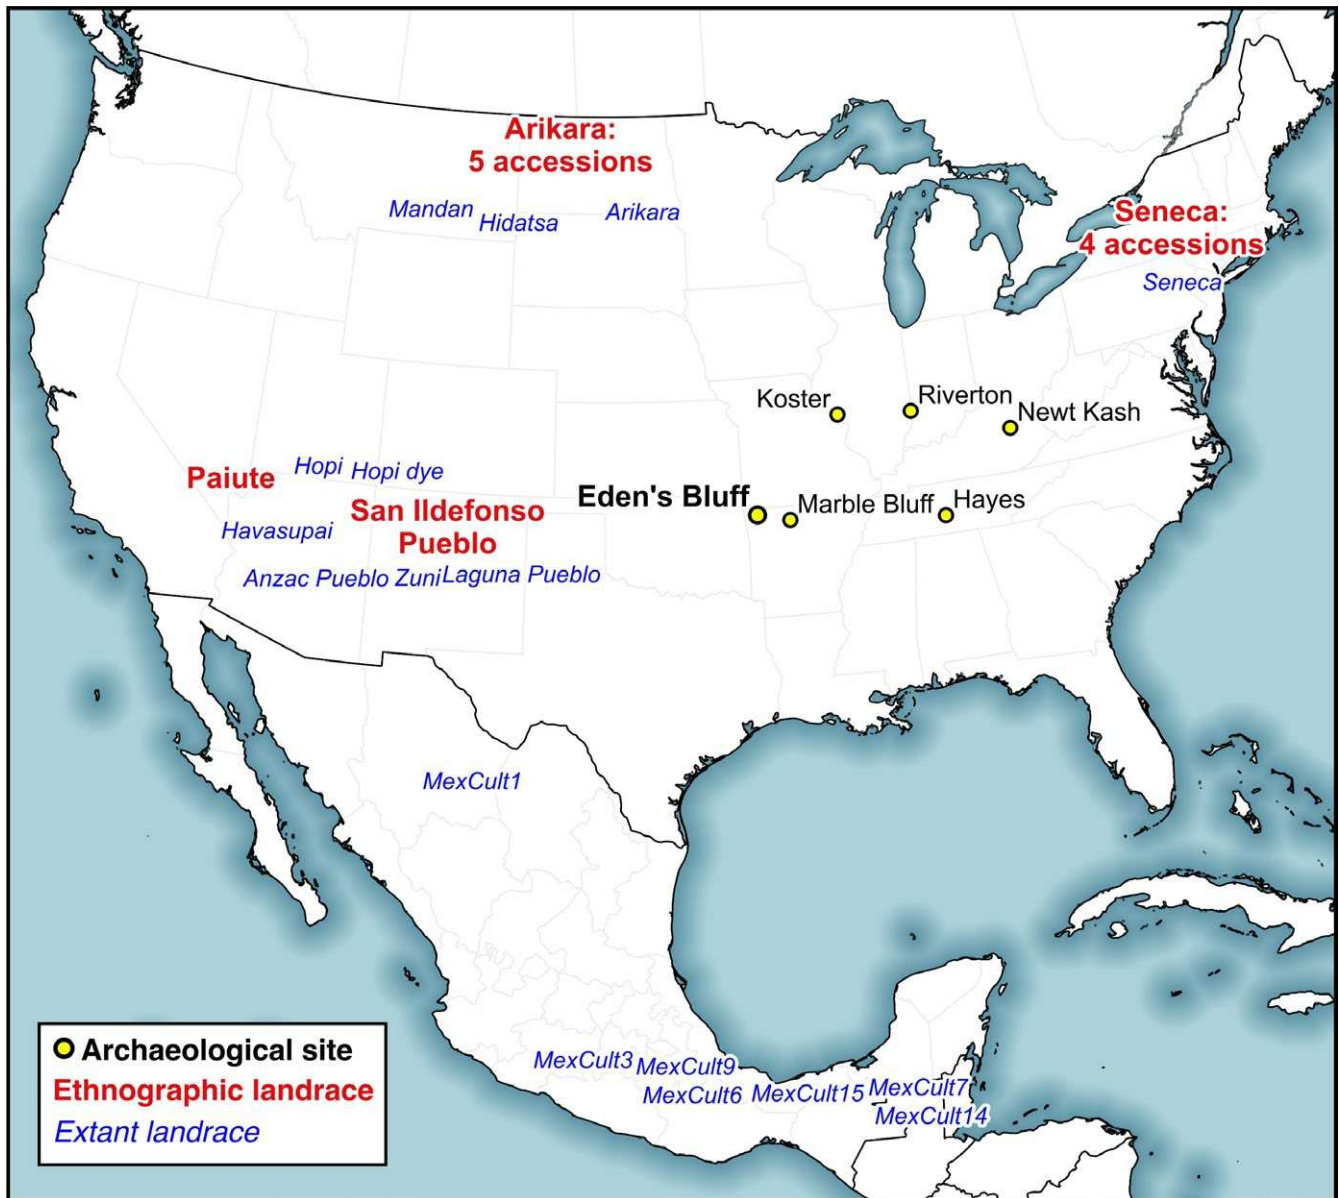 Arikara:
5 accessions
Mandan
Hidatsa
Arikara
Seneca:
4 accessions
Seneca
Koster
Riverton
Newt Kash
Paiute
Hopi
Hopi dye
Eden's Bluff
Marble Bluff
Hayes
San Ildefonso
Pueblo
Havasupai
Anzac Pueblo
Zuni
Laguna Pueblo
MexCult1
MexCult3
MexCult9
MexCult6
MexCult15
MexCult7
MexCult14
Archaeological site
Ethnographic landrace
Extant landrace